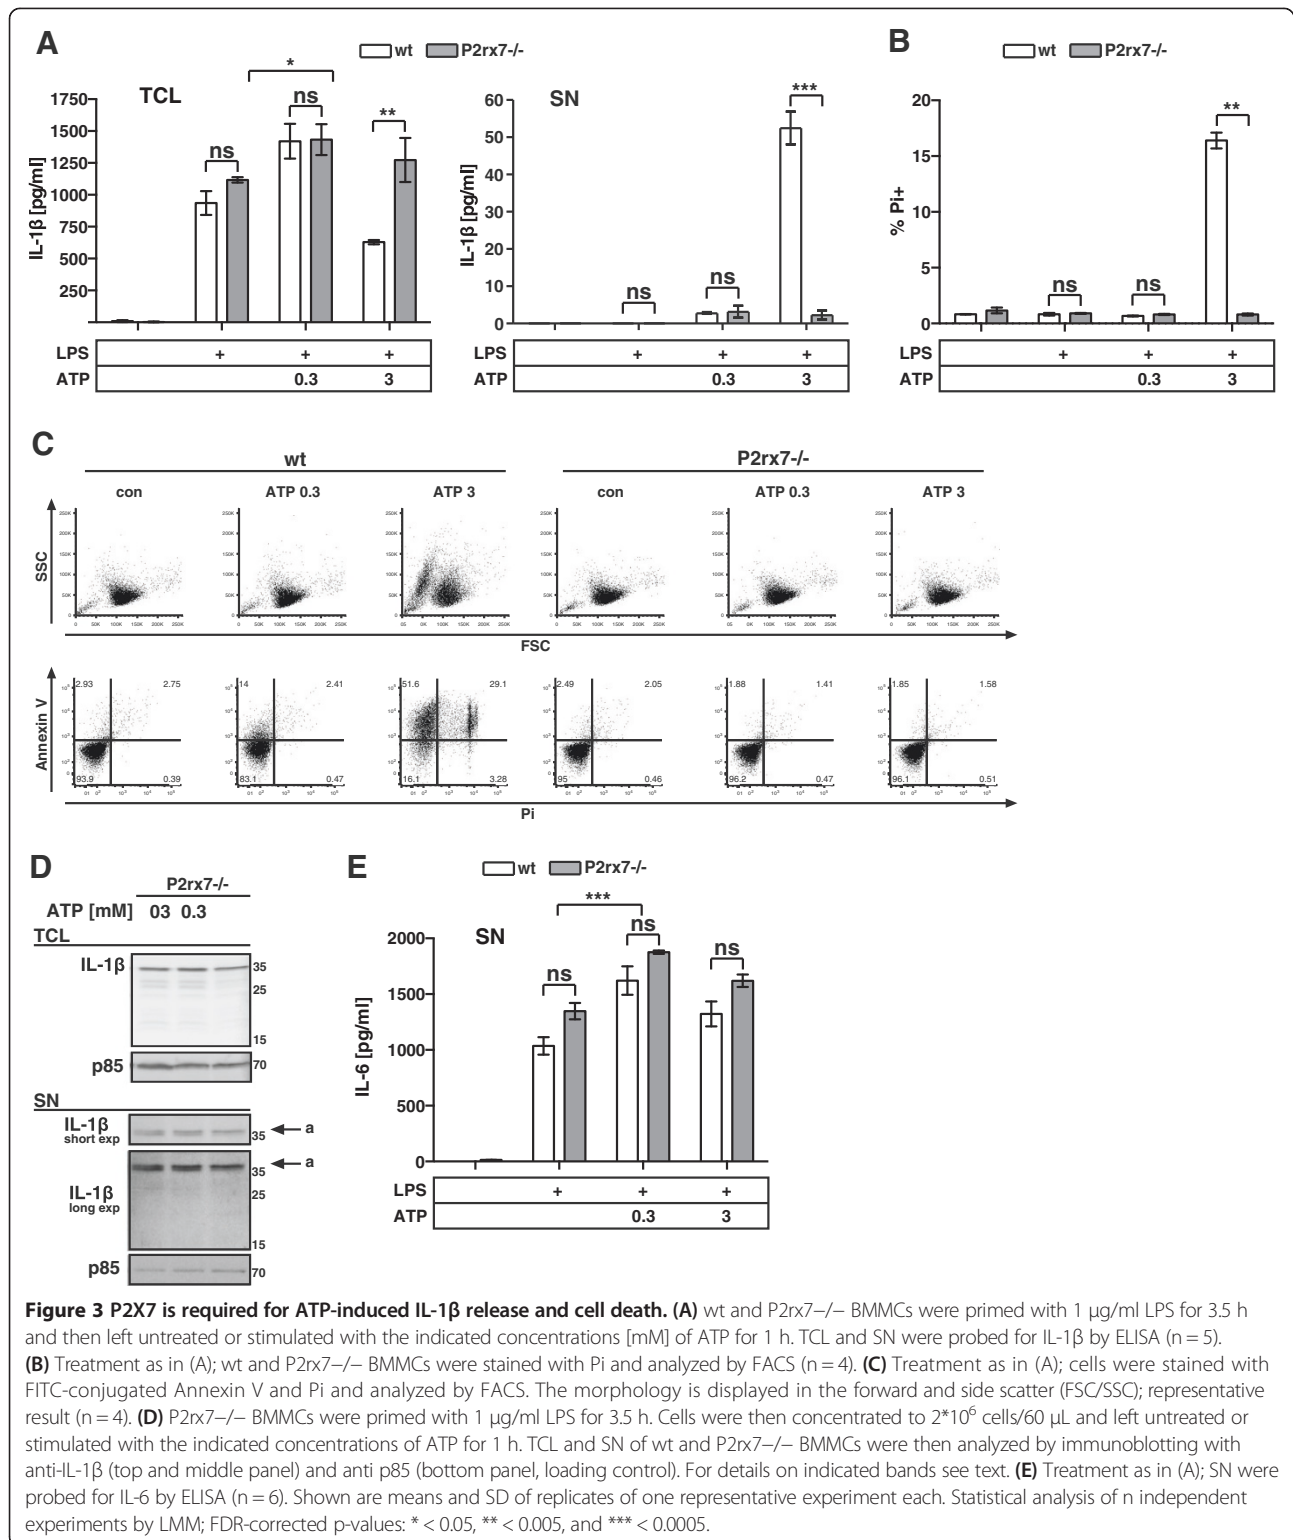 A
wt P2rx7-/-
B
wt P2rx7-/-
TCL
*
ns
ns
**
IL-1β [pg/ml]
1750
1500
1250
1000
750
500
250
LPS + + +
ATP 0.3 3
SN
ns
ns
***
IL-1β [pg/ml]
60
50
40
30
20
10
0
LPS + + +
ATP 0.3 3
ns
ns
**
% Pi+
20
15
10
5
0
LPS + + +
ATP 0.3 3
C
wt P2rx7-/-
con ATP 0.3 ATP 3 con ATP 0.3 ATP 3
SSC
FSC
Annexin V
2.93 2.75 14 2.41 51.6 29.1 2.49 2.05 1.88 1.41 1.85 1.58
93.9 0.39 83.1 0.47 16.1 3.28 95 0.46 96.2 0.47 96.1 0.51
Pi
D
P2rx7-/-
ATP [mM] 03 0.3
TCL
IL-1β
35
25
15
p85 70
SN
IL-1β
short exp
35 a
IL-1β
long exp
35 a
25
15
p85 70
E
wt P2rx7-/-
SN
ns
***
ns
ns
IL-6 [pg/ml]
2000
1500
1000
500
0
LPS + + +
ATP 0.3 3
Figure 3 P2X7 is required for ATP-induced IL-1β release and cell death. (A) wt and P2rx7−/− BMMCs were primed with 1 μg/ml LPS for 3.5 h
and then left untreated or stimulated with the indicated concentrations [mM] of ATP for 1 h. TCL and SN were probed for IL-1β by ELISA (n = 5).
(B) Treatment as in (A); wt and P2rx7−/− BMMCs were stained with Pi and analyzed by FACS (n = 4). (C) Treatment as in (A); cells were stained with
FITC-conjugated Annexin V and Pi and analyzed by FACS. The morphology is displayed in the forward and side scatter (FSC/SSC); representative
result (n = 4). (D) P2rx7−/− BMMCs were primed with 1 μg/ml LPS for 3.5 h. Cells were then concentrated to 2*10⁶ cells/60 μL and left untreated or
stimulated with the indicated concentrations of ATP for 1 h. TCL and SN of wt and P2rx7−/− BMMCs were then analyzed by immunoblotting with
anti-IL-1β (top and middle panel) and anti p85 (bottom panel, loading control). For details on indicated bands see text. (E) Treatment as in (A); SN were
probed for IL-6 by ELISA (n = 6). Shown are means and SD of replicates of one representative experiment each. Statistical analysis of n independent
experiments by LMM; FDR-corrected p-values: * < 0.05, ** < 0.005, and *** < 0.0005.